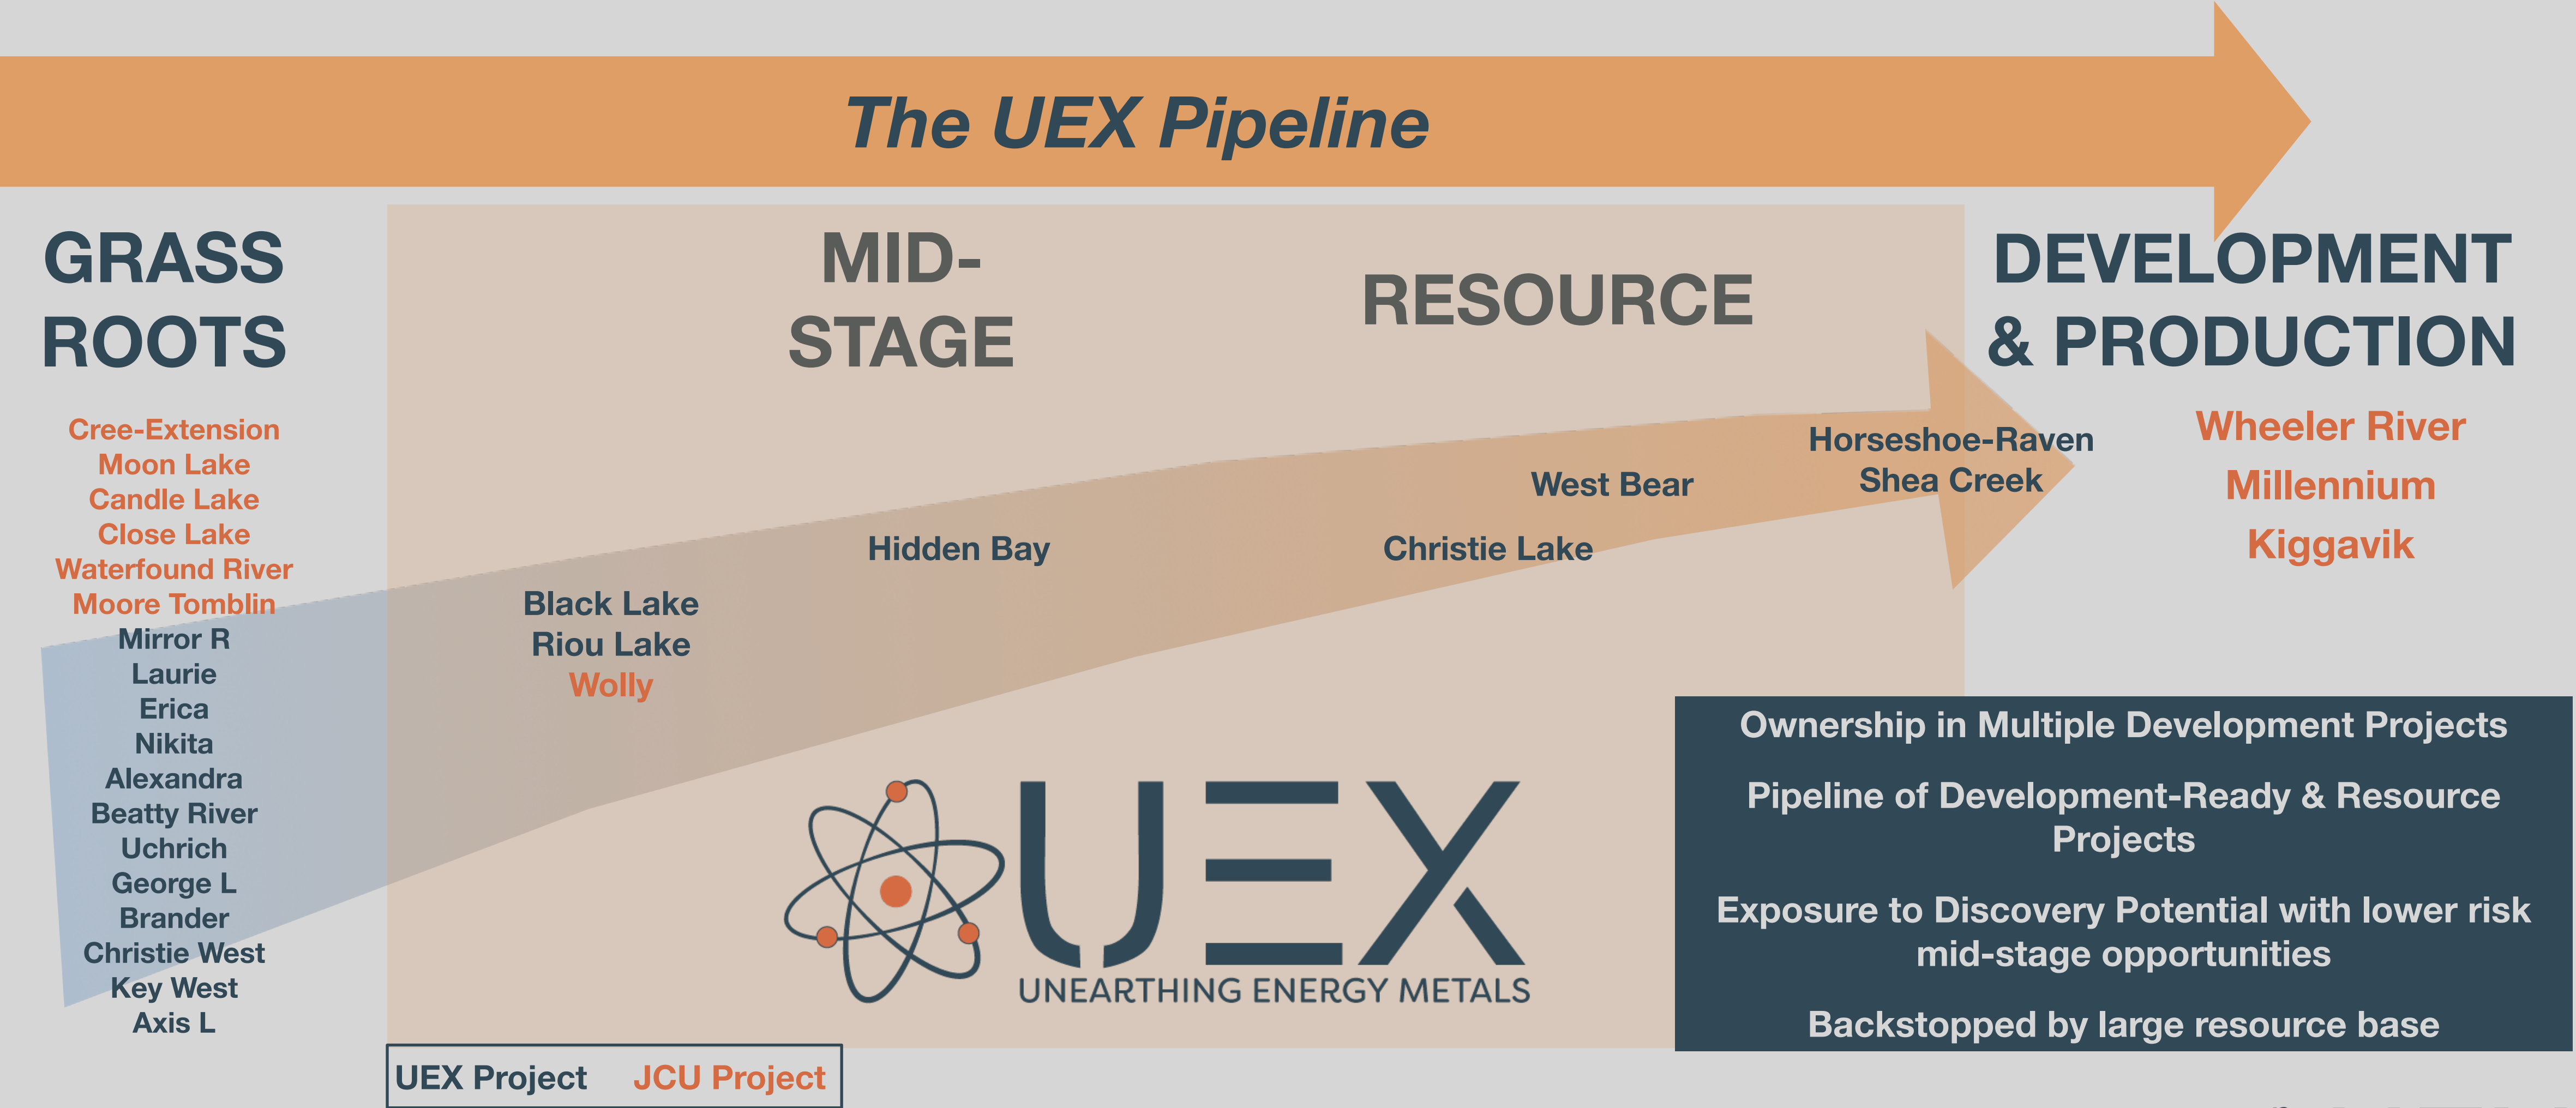 The UEX Pipeline
GRASS
ROOTS
Cree-Extension
Moon Lake
Candle Lake
Close Lake
Waterfound River
Moore Tomblin
Mirror R
Laurie
Erica
Nikita
Alexandra
Beatty River
Uchrich
George L
Brander
Christie West
Key West
Axis L
MID-
STAGE
Black Lake
Riou Lake
Wolly
Hidden Bay
RESOURCE
Christie Lake
West Bear
Horseshoe-Raven
Shea Creek
DEVELOPMENT
& PRODUCTION
Wheeler River
Millennium
Kiggavik
UEX
UNEARTHING ENERGY METALS
Ownership in Multiple Development Projects
Pipeline of Development-Ready & Resource
Projects
Exposure to Discovery Potential with lower risk
mid-stage opportunities
Backstopped by large resource base
UEX Project JCU Project